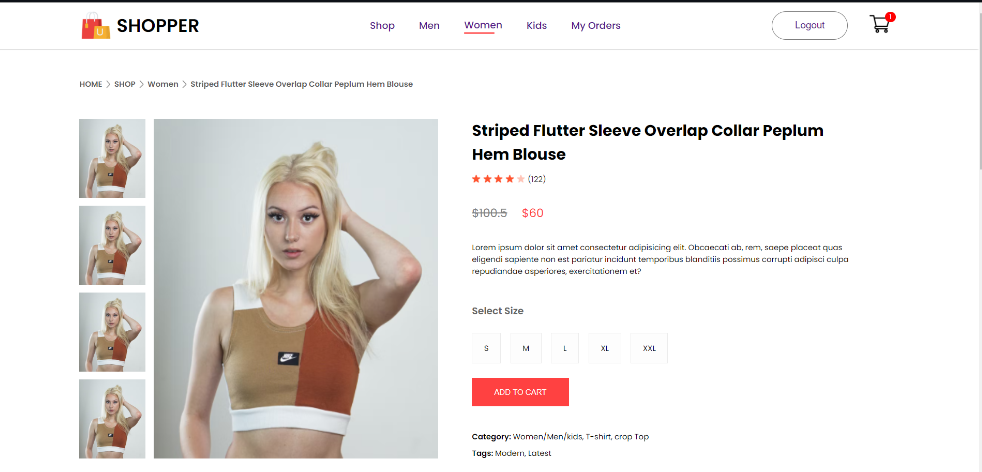 SHOPPER
Shop Men Women Kids My Orders
Logout
1
HOME SHOP Women Striped Flutter Sleeve Overlap Collar Peplum Hem Blouse
Striped Flutter Sleeve Overlap Collar Peplum
Hem Blouse
(122)
$100.5 $60
Lorem ipsum dolor sit amet consectetur adipisicing elit. Obcaecati ab, rem, saepe placeat quas
eligendi sapiente non est pariatur incidunt temporibus blanditiis possimus corrupti adipisci culpa
repudiandae asperiores, exercitationem et?
Select Size
S M L XL XXL
ADD TO CART
Category: Women/Men/kids, T-shirt, crop Top
Tags: Modern, Latest